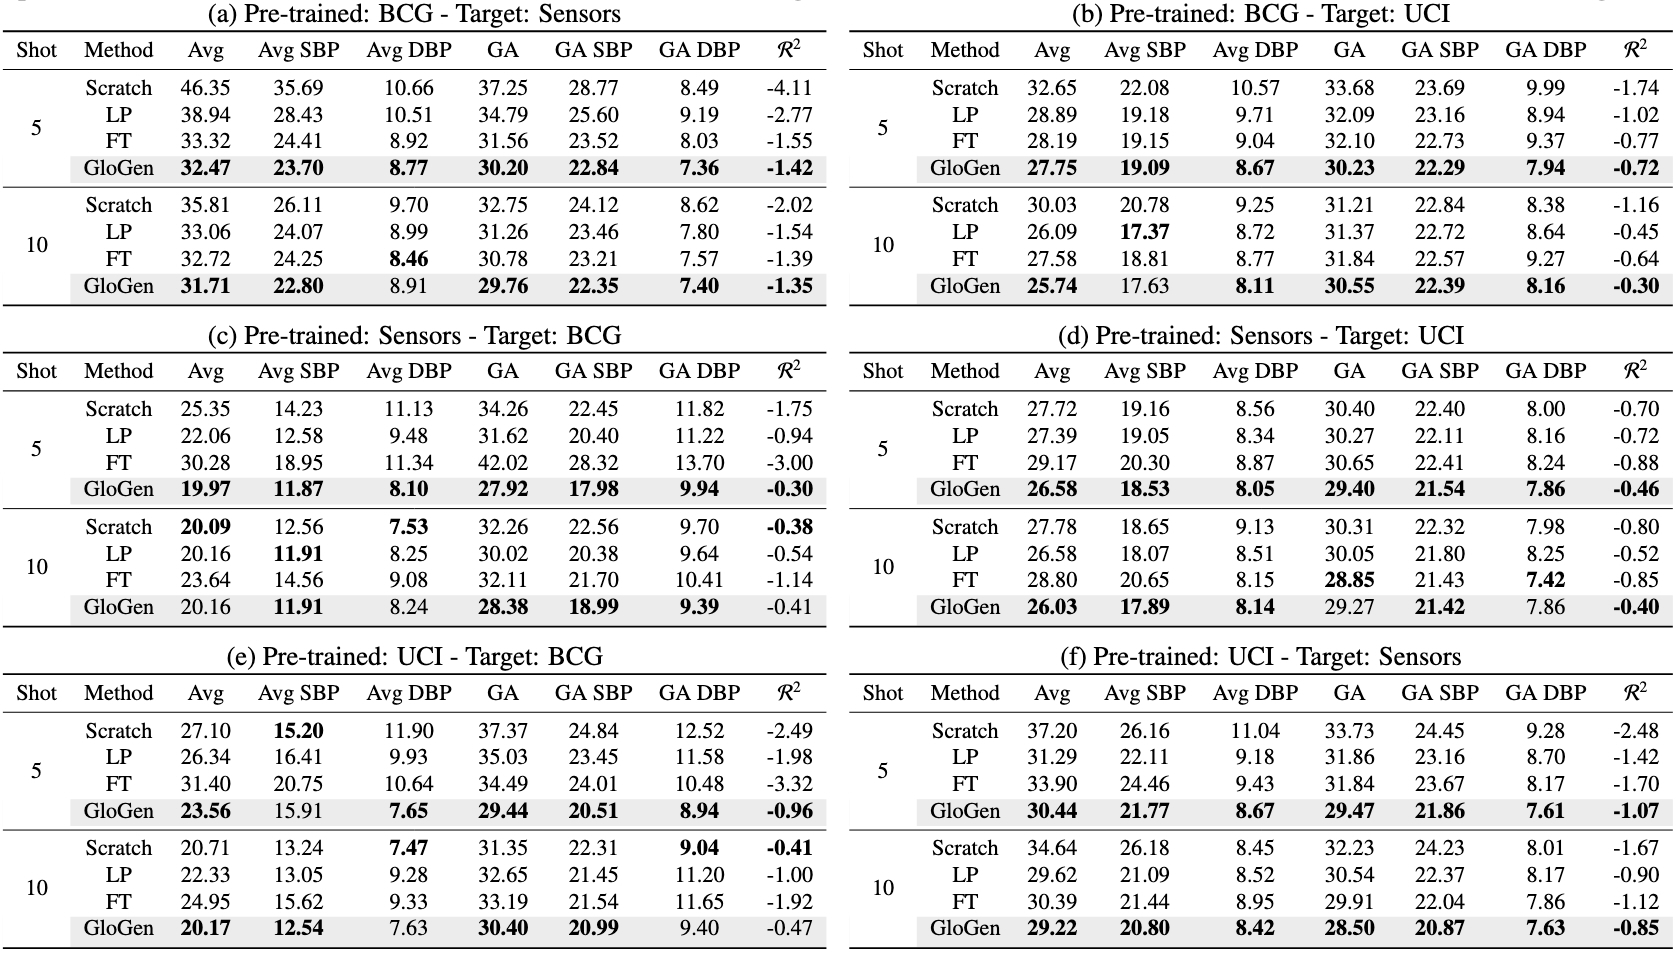 (a) Pre-trained: BCG - Target: Sensors
Shot Method Avg Avg SBP Avg DBP GA GA SBP GA DBP R²
5
Scratch 46.35 35.69 10.66 37.25 28.77 8.49 -4.11
LP 38.94 28.43 10.51 34.79 25.60 9.19 -2.77
FT 33.32 24.41 8.92 31.56 23.52 8.03 -1.55
GloGen 32.47 23.70 8.77 30.20 22.84 7.36 -1.42
10
Scratch 35.81 26.11 9.70 32.75 24.12 8.62 -2.02
LP 33.06 24.07 8.99 31.26 23.46 7.80 -1.54
FT 32.72 24.25 8.46 30.78 23.21 7.57 -1.39
GloGen 31.71 22.80 8.91 29.76 22.35 7.40 -1.35
(b) Pre-trained: BCG - Target: UCI
Shot Method Avg Avg SBP Avg DBP GA GA SBP GA DBP R²
5
Scratch 32.65 22.08 10.57 33.68 23.69 9.99 -1.74
LP 28.89 19.18 9.71 32.09 23.16 8.94 -1.02
FT 28.19 19.15 9.04 32.10 22.73 9.37 -0.77
GloGen 27.75 19.09 8.67 30.23 22.29 7.94 -0.72
10
Scratch 30.03 20.78 9.25 31.21 22.84 8.38 -1.16
LP 26.09 17.37 8.72 31.37 22.72 8.64 -0.45
FT 27.58 18.81 8.77 31.84 22.57 9.27 -0.64
GloGen 25.74 17.63 8.11 30.55 22.39 8.16 -0.30
(c) Pre-trained: Sensors - Target: BCG
Shot Method Avg Avg SBP Avg DBP GA GA SBP GA DBP R²
5
Scratch 25.35 14.23 11.13 34.26 22.45 11.82 -1.75
LP 22.06 12.58 9.48 31.62 20.40 11.22 -0.94
FT 30.28 18.95 11.34 42.02 28.32 13.70 -3.00
GloGen 19.97 11.87 8.10 27.92 17.98 9.94 -0.30
10
Scratch 20.09 12.56 7.53 32.26 22.56 9.70 -0.38
LP 20.16 11.91 8.25 30.02 20.38 9.64 -0.54
FT 23.64 14.56 9.08 32.11 21.70 10.41 -1.14
GloGen 20.16 11.91 8.24 28.38 18.99 9.39 -0.41
(d) Pre-trained: Sensors - Target: UCI
Shot Method Avg Avg SBP Avg DBP GA GA SBP GA DBP R²
5
Scratch 27.72 19.16 8.56 30.40 22.40 8.00 -0.70
LP 27.39 19.05 8.34 30.27 22.11 8.16 -0.72
FT 29.17 20.30 8.87 30.65 22.41 8.24 -0.88
GloGen 26.58 18.53 8.05 29.40 21.54 7.86 -0.46
10
Scratch 27.78 18.65 9.13 30.31 22.32 7.98 -0.80
LP 26.58 18.07 8.51 30.05 21.80 8.25 -0.52
FT 28.80 20.65 8.15 28.85 21.43 7.42 -0.85
GloGen 26.03 17.89 8.14 29.27 21.42 7.86 -0.40
(e) Pre-trained: UCI - Target: BCG
Shot Method Avg Avg SBP Avg DBP GA GA SBP GA DBP R²
5
Scratch 27.10 15.20 11.90 37.37 24.84 12.52 -2.49
LP 26.34 16.41 9.93 35.03 23.45 11.58 -1.98
FT 31.40 20.75 10.64 34.49 24.01 10.48 -3.32
GloGen 23.56 15.91 7.65 29.44 20.51 8.94 -0.96
10
Scratch 20.71 13.24 7.47 31.35 22.31 9.04 -0.41
LP 22.33 13.05 9.28 32.65 21.45 11.20 -1.00
FT 24.95 15.62 9.33 33.19 21.54 11.65 -1.92
GloGen 20.17 12.54 7.63 30.40 20.99 9.40 -0.47
(f) Pre-trained: UCI - Target: Sensors
Shot Method Avg Avg SBP Avg DBP GA GA SBP GA DBP R²
5
Scratch 37.20 26.16 11.04 33.73 24.45 9.28 -2.48
LP 31.29 22.11 9.18 31.86 23.16 8.70 -1.42
FT 33.90 24.46 9.43 31.84 23.67 8.17 -1.70
GloGen 30.44 21.77 8.67 29.47 21.86 7.61 -1.07
10
Scratch 34.64 26.18 8.45 32.23 24.23 8.01 -1.67
LP 29.62 21.09 8.52 30.54 22.37 8.17 -0.90
FT 30.39 21.44 8.95 29.91 22.04 7.86 -1.12
GloGen 29.22 20.80 8.42 28.50 20.87 7.63 -0.85